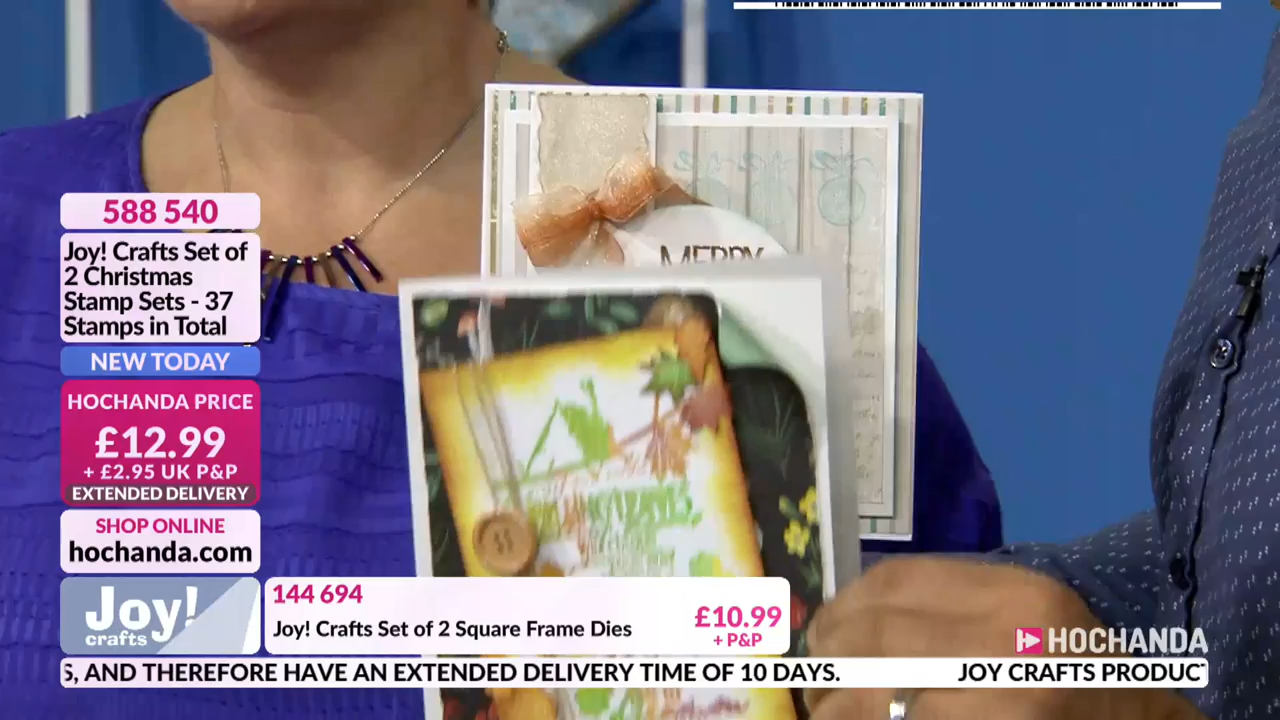 588 540
Joy! Crafts Set of
2 Christmas
Stamp Sets - 37
Stamps in Total
NEW TODAY
HOCHANDA PRICE
£12.99
+ £2.95 UK P&P
EXTENDED DELIVERY
SHOP ONLINE
hochanda.com
Joy!
crafts
144 694
Joy! Crafts Set of 2 Square Frame Dies
£10.99
+ P&P
MERRY
HOCHANDA
S, AND THEREFORE HAVE AN EXTENDED DELIVERY TIME OF 10 DAYS.
JOY CRAFTS PRODUCT